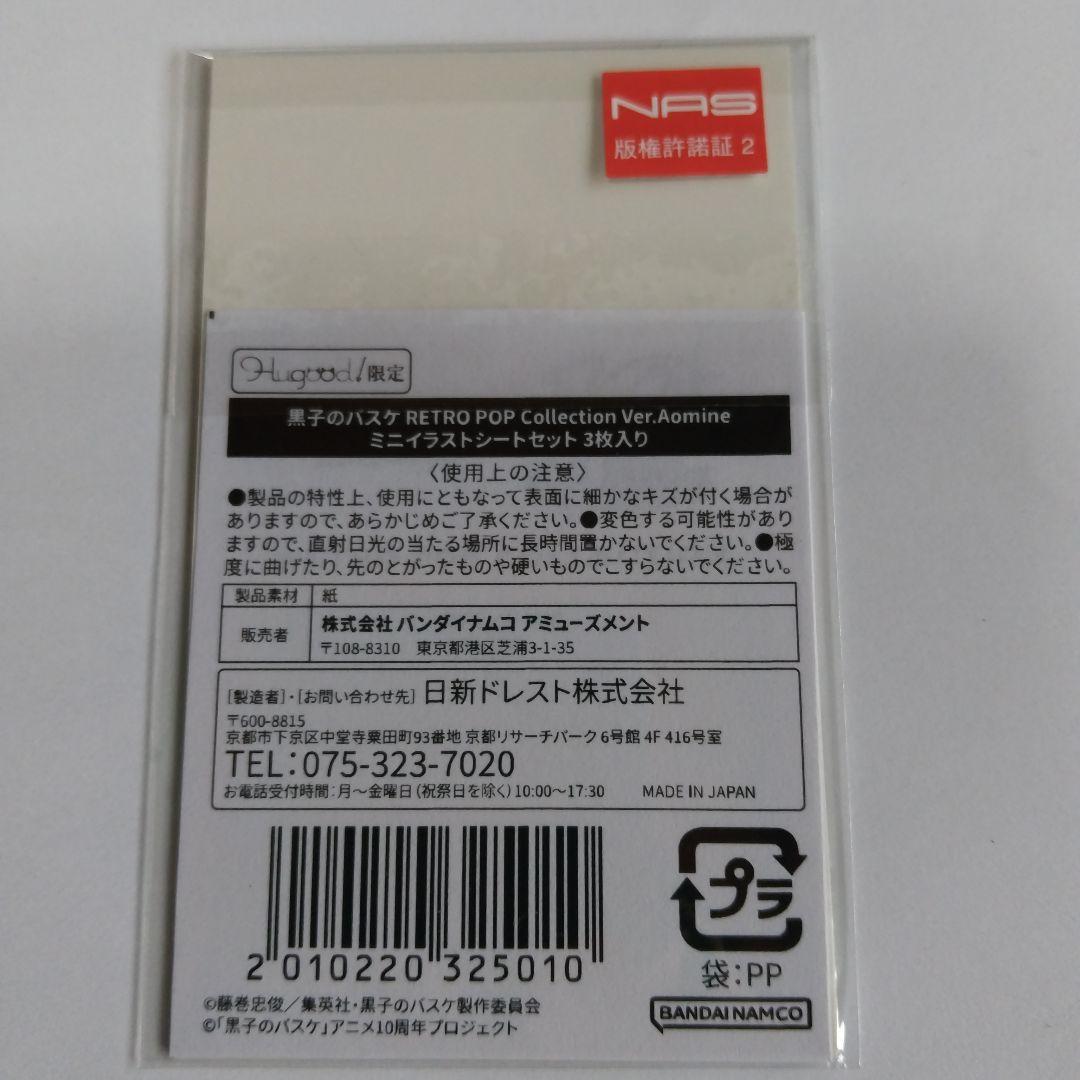 NAS
版権許諾証 2
Hugood!限定
黒子のバスケ RETRO POP Collection Ver.Aomine
ミニイラストシートセット 3枚入り
〈使用上の注意〉
●製品の特性上、使用にともなって表面に細かなキズが付く場合が
ありますので、あらかじめご了承ください。●変色する可能性があり
ますので、直射日光の当たる場所に長時間置かないでください。●極
度に曲げたり、先のとがったものや硬いものでこすらないでください。
製品素材 紙
販売者 株式会社 バンダイナムコ アミューズメント
〒108-8310 東京都港区芝浦3-1-35
[製造者]・[お問い合わせ先] 日新ドレスト株式会社
〒600-8815
京都市下京区中堂寺粟田町93番地 京都リサーチパーク 6号館 4F 416号室
TEL:075-323-7020
お電話受付時間:月〜金曜日(祝祭日を除く)10:00〜17:30 MADE IN JAPAN
プラ
2 010220 325010
袋:PP
©藤巻忠俊/集英社・黒子のバスケ製作委員会
©「黒子のバスケ」アニメ10周年プロジェクト
BANDAI NAMCO